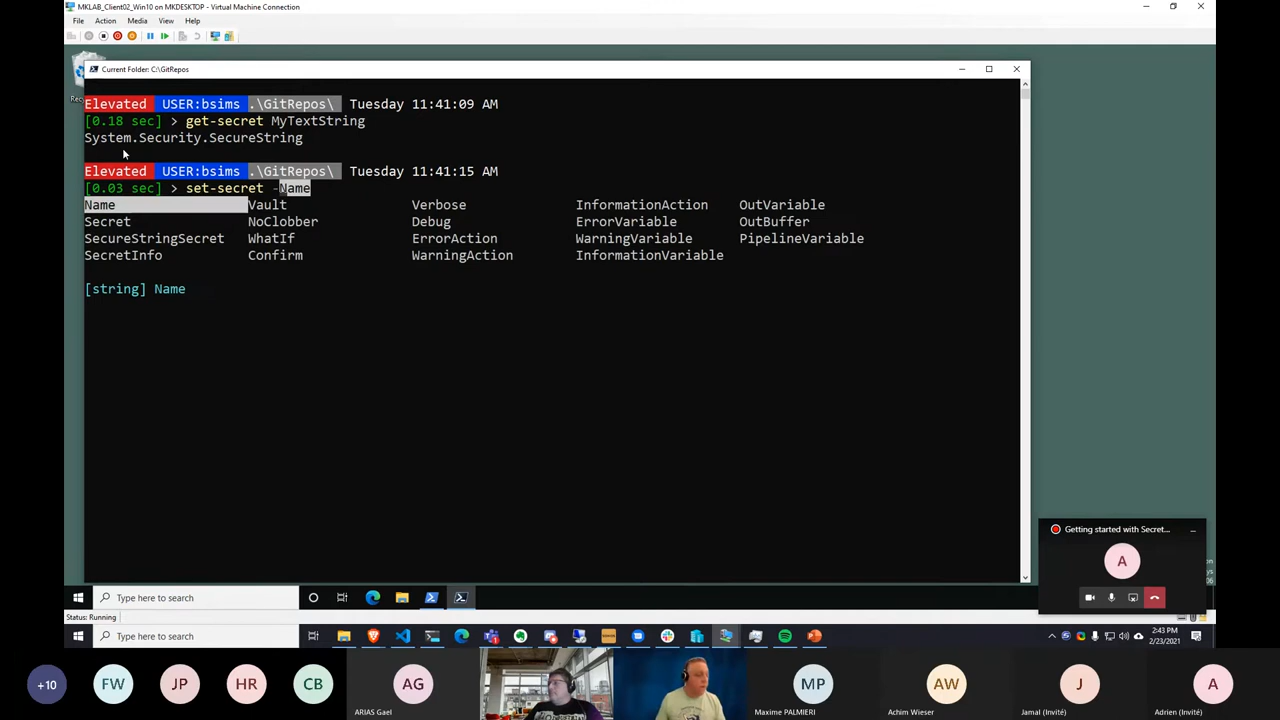 MKLAB_Client02_Win10 on MKDESKTOP - Virtual Machine Connection
File Action Media View Help
Current Folder: C:\GitRepos
Elevated USER:bsims .\GitRepos\ Tuesday 11:41:09 AM
[0.18 sec] > get-secret MyTextString
System.Security.SecureString
Elevated USER:bsims .\GitRepos\ Tuesday 11:41:15 AM
[0.03 sec] > set-secret -Name
Name Vault Verbose InformationAction OutVariable
Secret NoClobber Debug ErrorVariable OutBuffer
SecureStringSecret WhatIf ErrorAction WarningVariable PipelineVariable
SecretInfo Confirm WarningAction InformationVariable
[string] Name
Getting started with Secret...
A
Type here to search
Status: Running
Type here to search
2:43 PM
2/23/2021
+10 FW JP HR CB AG MP AW J A
ARIAS Gael Maxime PALMIERI Achim Wieser Jamal (Invité) Adrien (Invité)